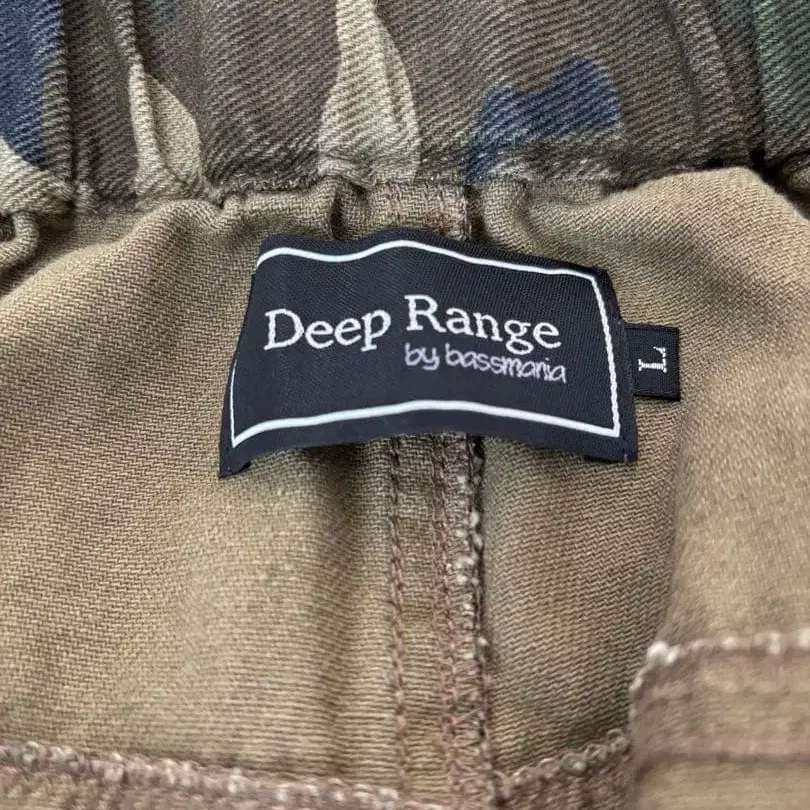 Deep Range
by bassmania
L